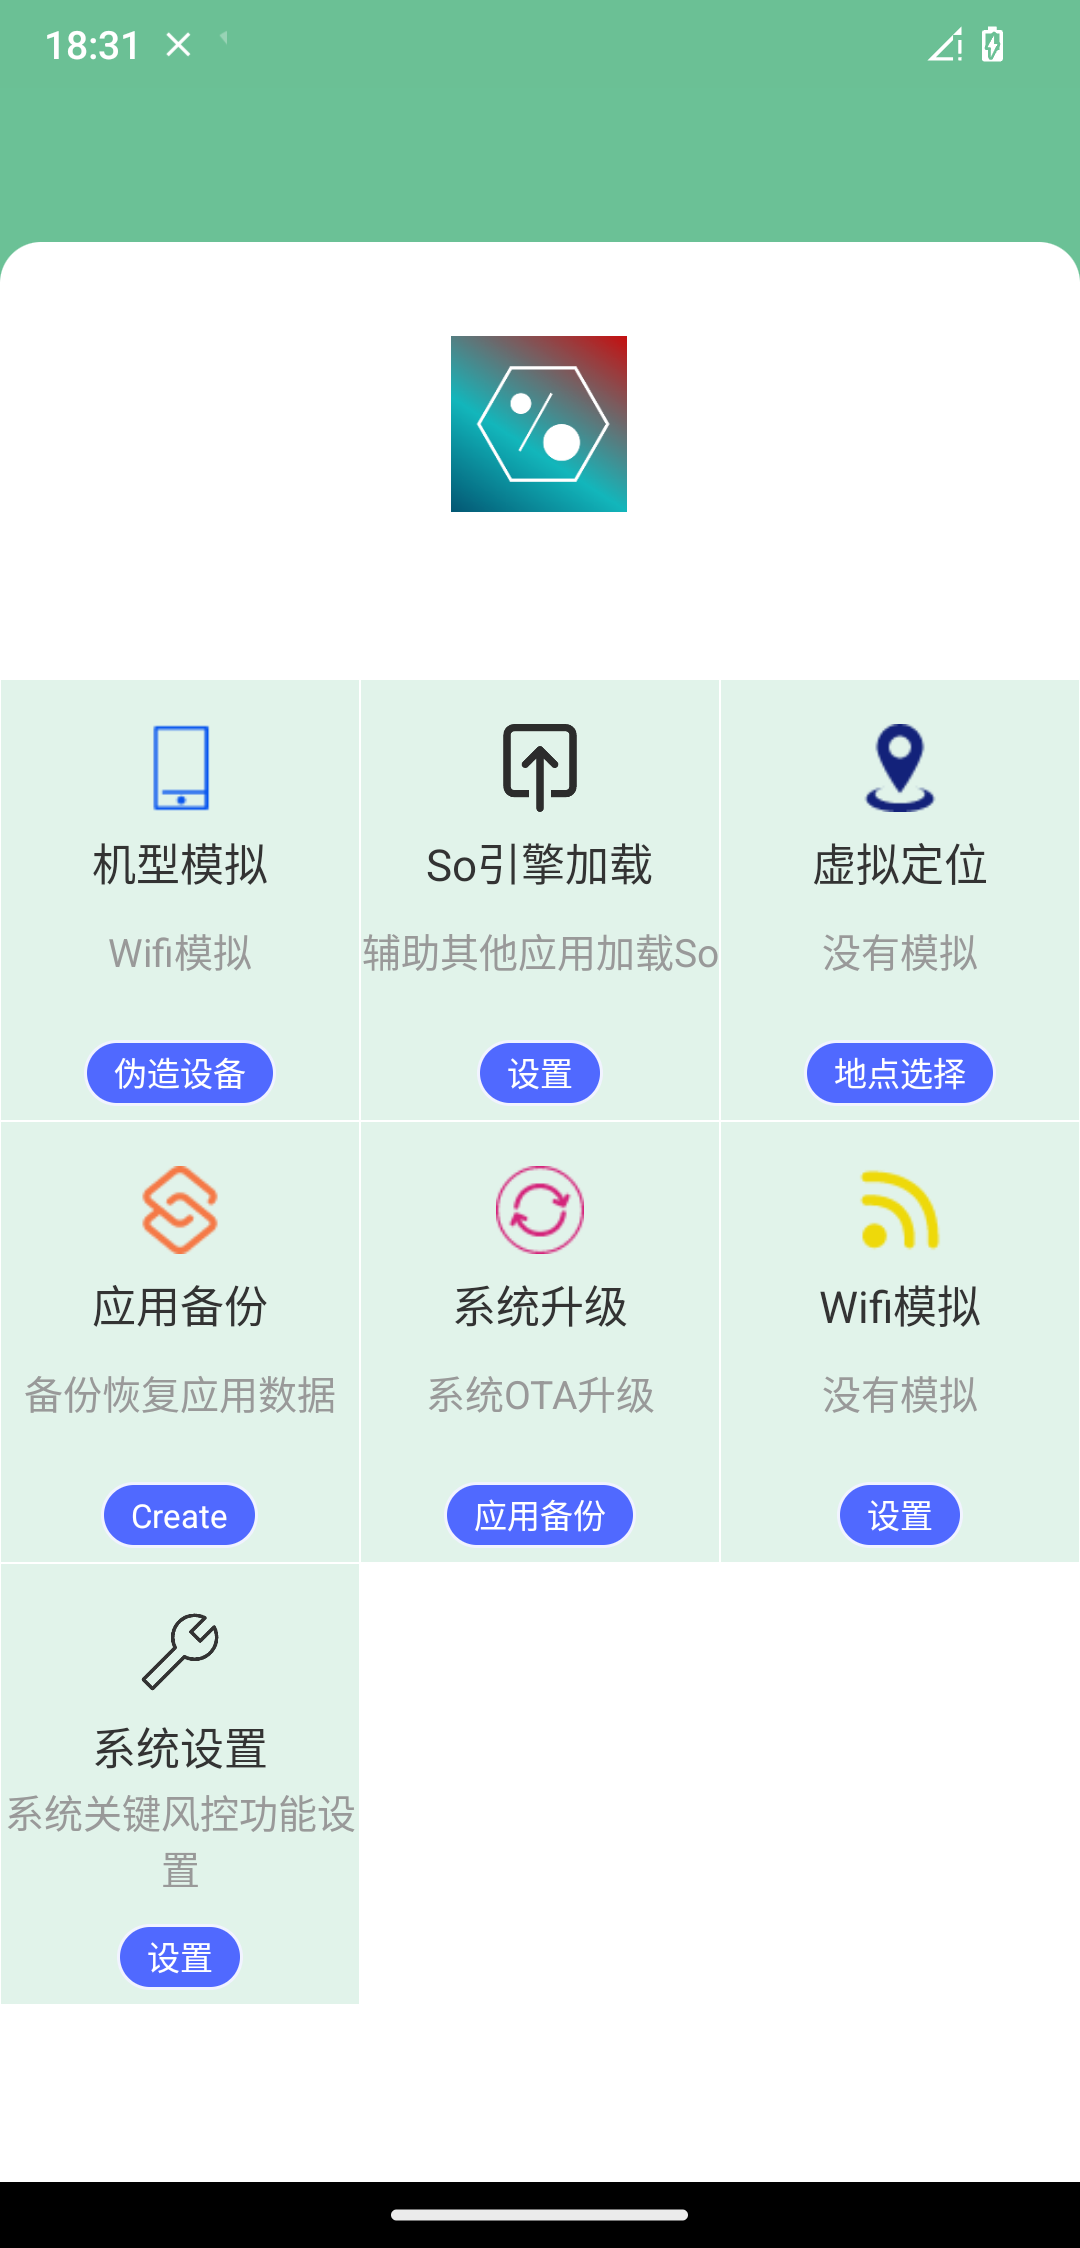 18:31
机型模拟
So引擎加载
虚拟定位
Wifi模拟
辅助其他应用加载So
没有模拟
伪造设备
设置
地点选择
应用备份
系统升级
Wifi模拟
备份恢复应用数据
系统OTA升级
没有模拟
Create
应用备份
设置
系统设置
系统关键风控功能设
置
设置